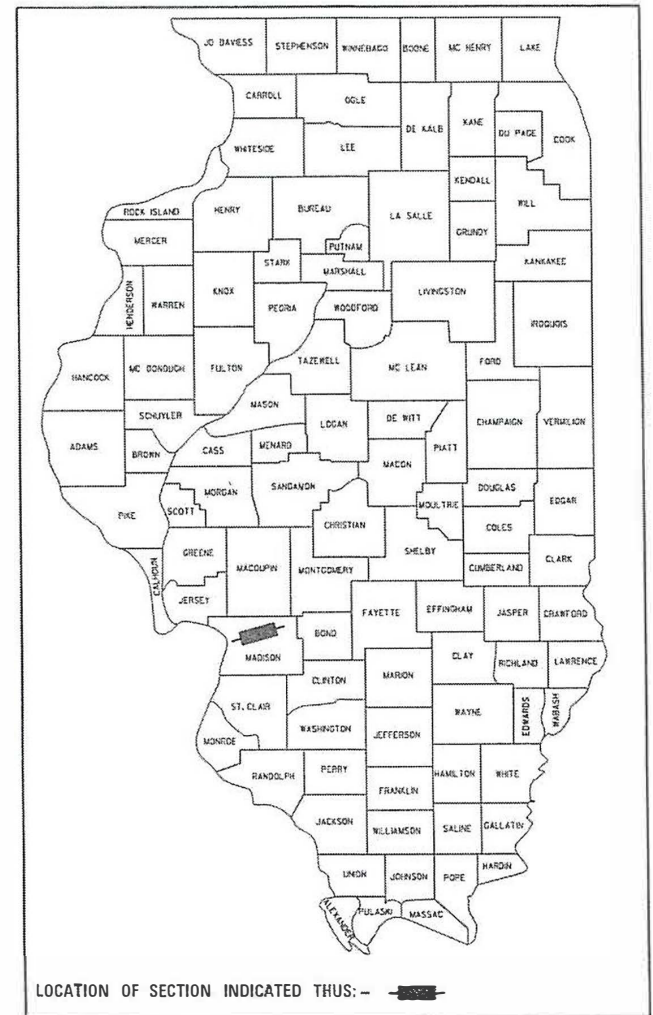 JO DAVIESS STEPHENSON WINNEBAGO BOONE MC HENRY LAKE
CARROLL OGLE DE KALB KANE DU PAGE COOK
WHITESIDE LEE KENDALL WILL
ROCK ISLAND HENRY BUREAU LA SALLE GRUNDY
MERCER PUTNAM KANKAKEE
STARK MARSHALL
HENDERSON WARREN KNOX PEORIA WOODFORD LIVINGSTON IROQUOIS
HANCOCK MC DONOUGH FULTON TAZEWELL MC LEAN FORD
SCHUYLER MASON LOGAN DE WITT CHAMPAIGN VERMILION
ADAMS BROWN CASS MENARD MACON PIATT
MORGAN SANGAMON DOUGLAS EDGAR
PIKE SCOTT CHRISTIAN MOULTRIE COLES
GREENE MACOUPIN MONTGOMERY SHELBY CUMBERLAND CLARK
CALHOUN JERSEY FAYETTE EFFINGHAM JASPER CRAWFORD
MADISON BOND CLAY RICHLAND LAWRENCE
CLINTON MARION
ST. CLAIR WASHINGTON WAYNE EDWARDS WABASH
MONROE JEFFERSON
RANDOLPH PERRY HAMILTON WHITE
FRANKLIN
JACKSON WILLIAMSON SALINE GALLATIN
UNION JOHNSON POPE HARDIN
ALEXANDER PULASKI MASSAC
LOCATION OF SECTION INDICATED THUS:-